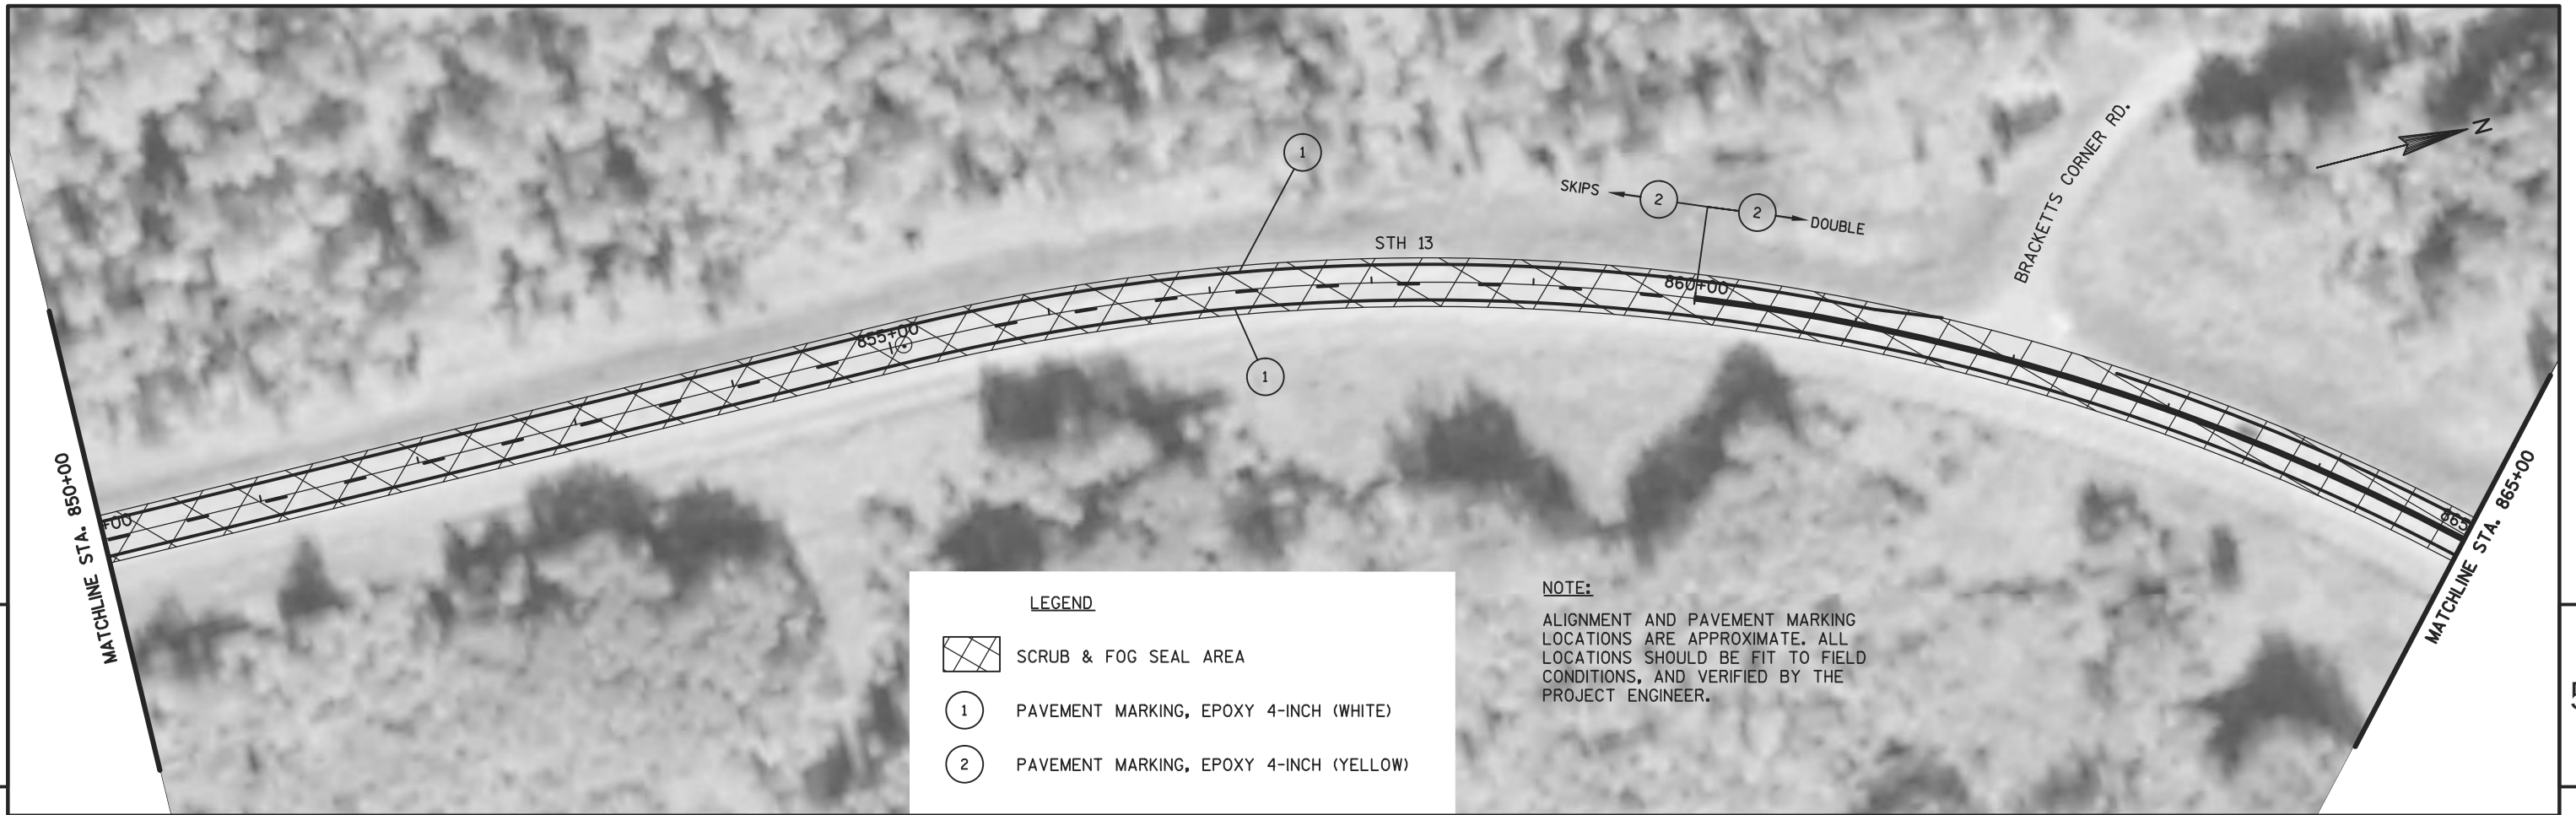 MATCHLINE STA. 850+00
+00
855+00
1
STH 13
1
SKIPS 2 2 DOUBLE
860+00
BRACKETTS CORNER RD.
N
865
MATCHLINE STA. 865+00
LEGEND
SCRUB & FOG SEAL AREA
1 PAVEMENT MARKING, EPOXY 4-INCH (WHITE)
2 PAVEMENT MARKING, EPOXY 4-INCH (YELLOW)
NOTE:
ALIGNMENT AND PAVEMENT MARKING
LOCATIONS ARE APPROXIMATE. ALL
LOCATIONS SHOULD BE FIT TO FIELD
CONDITIONS, AND VERIFIED BY THE
PROJECT ENGINEER.